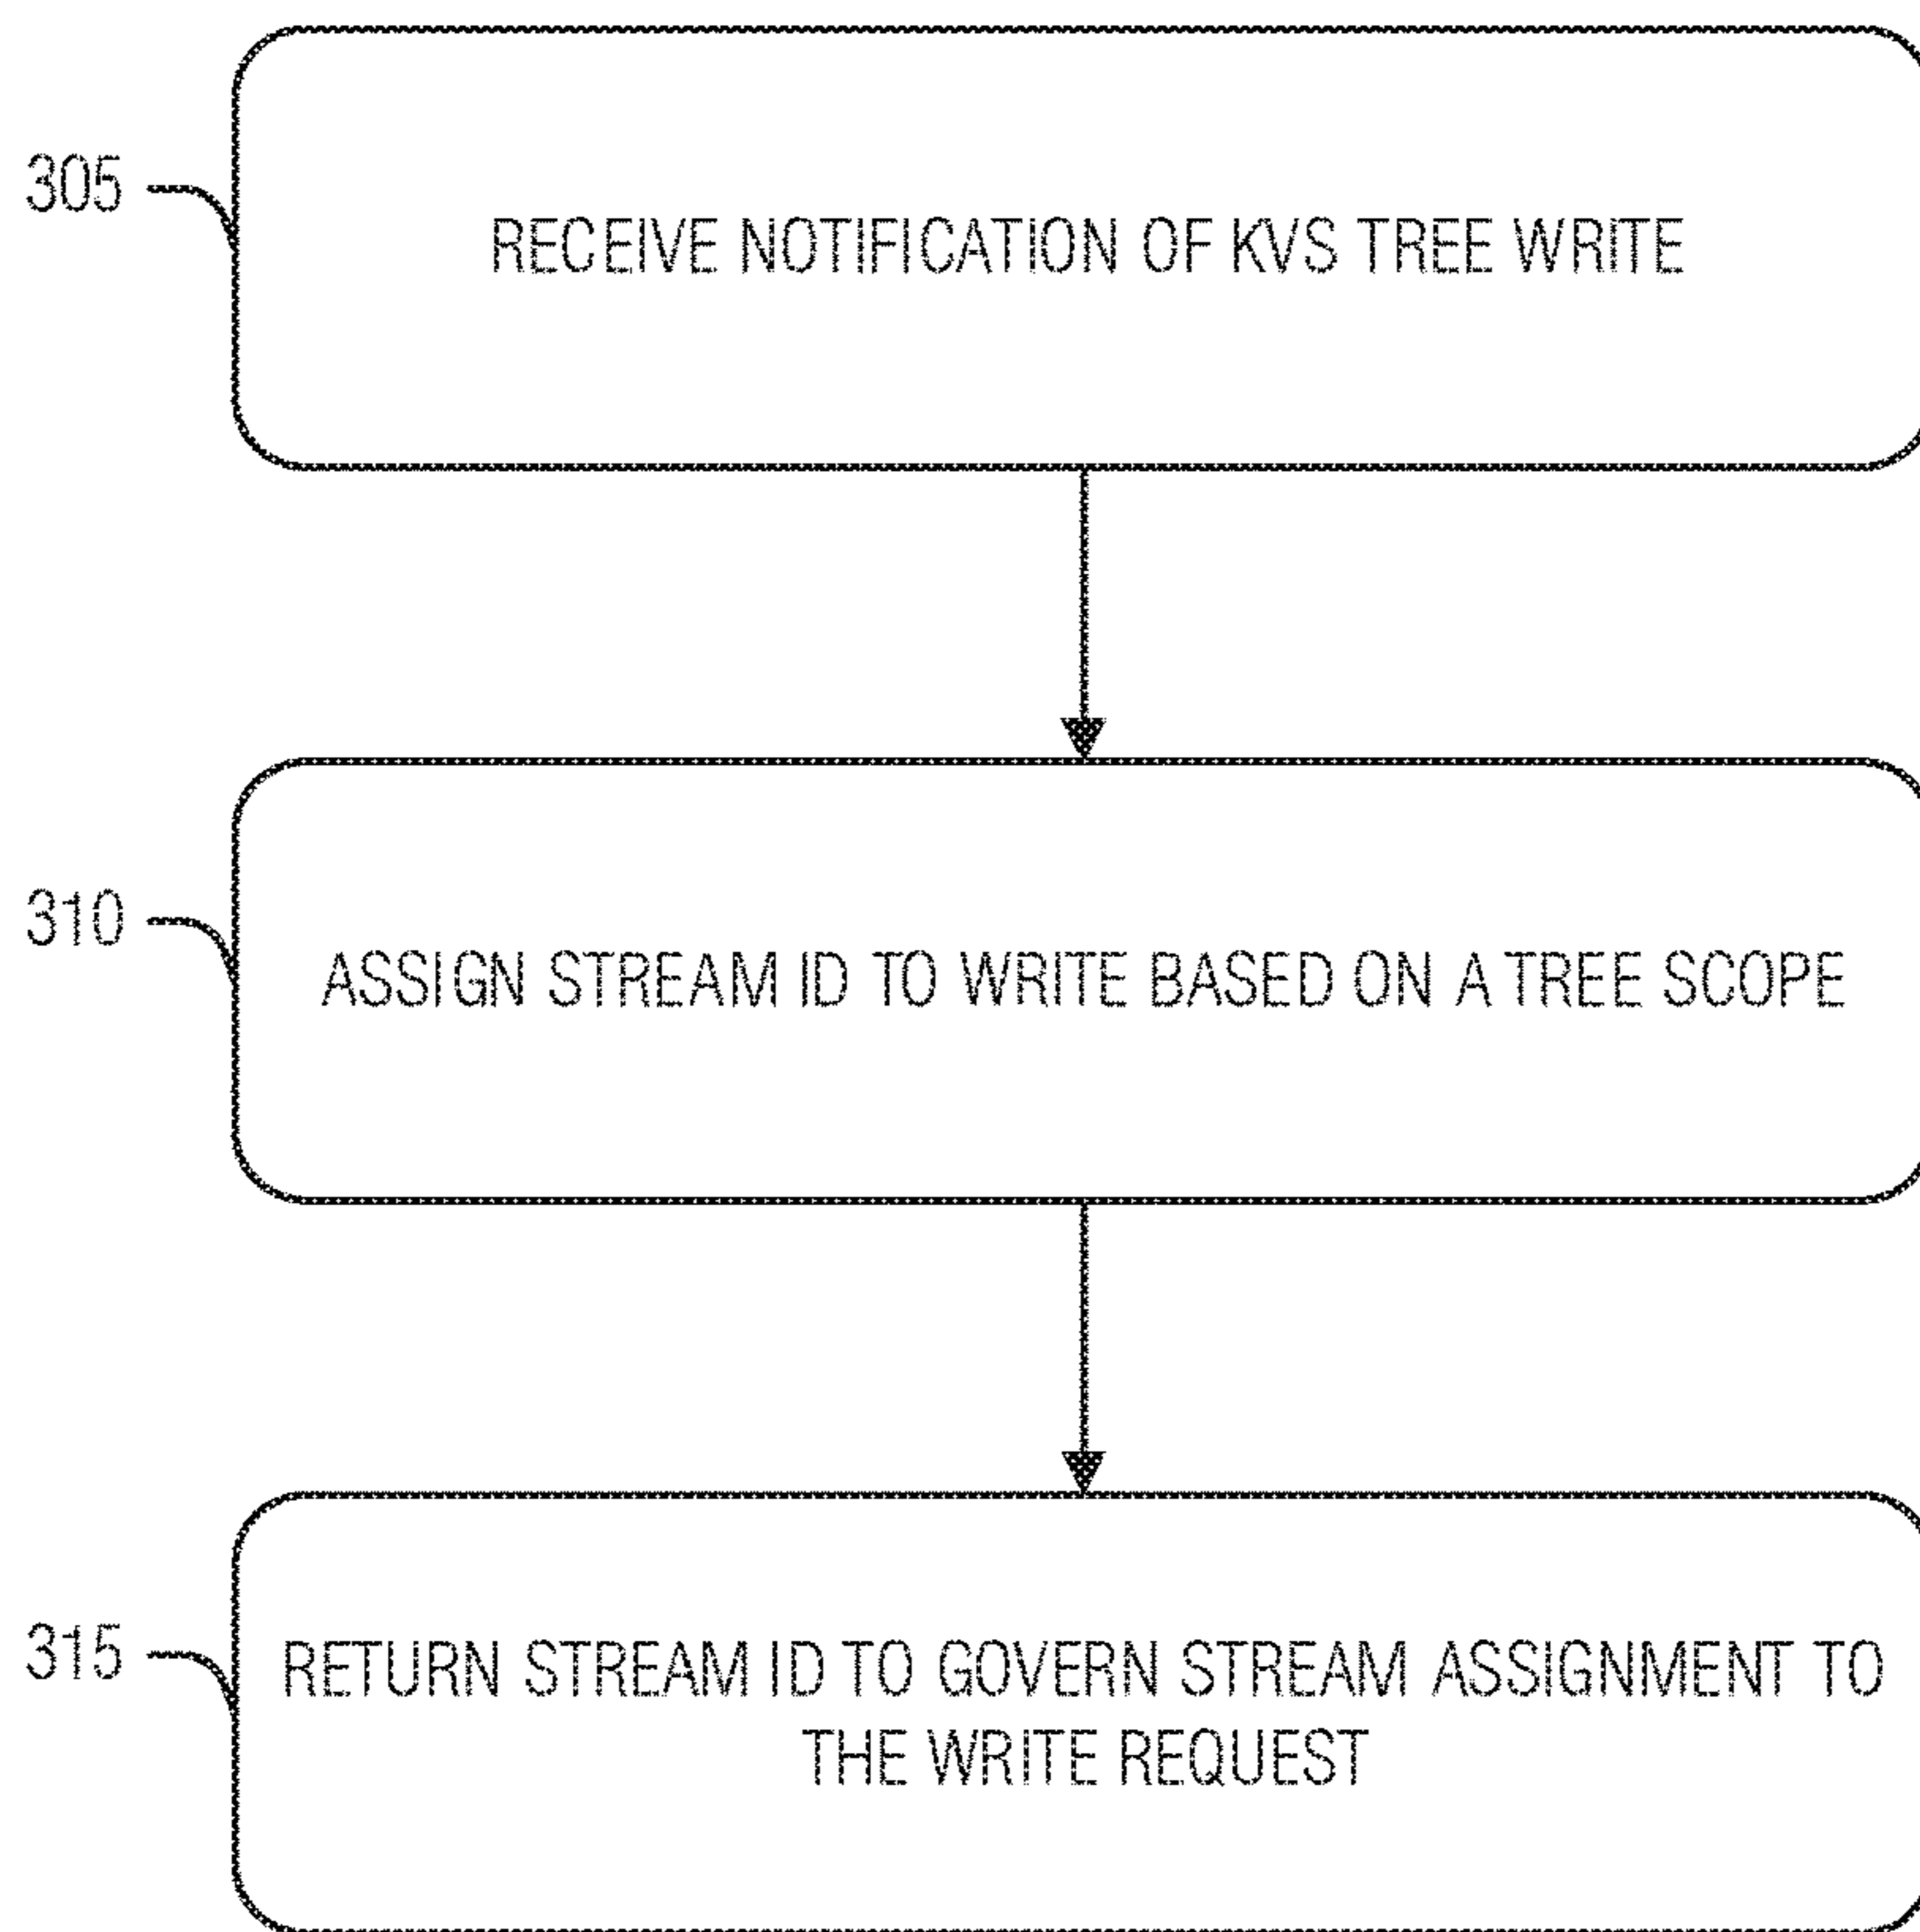 305
RECEIVE NOTIFICATION OF KVS TREE WRITE
310
ASSIGN STREAM ID TO WRITE BASED ON A TREE SCOPE
315
RETURN STREAM ID TO GOVERN STREAM ASSIGNMENT TO
THE WRITE REQUEST